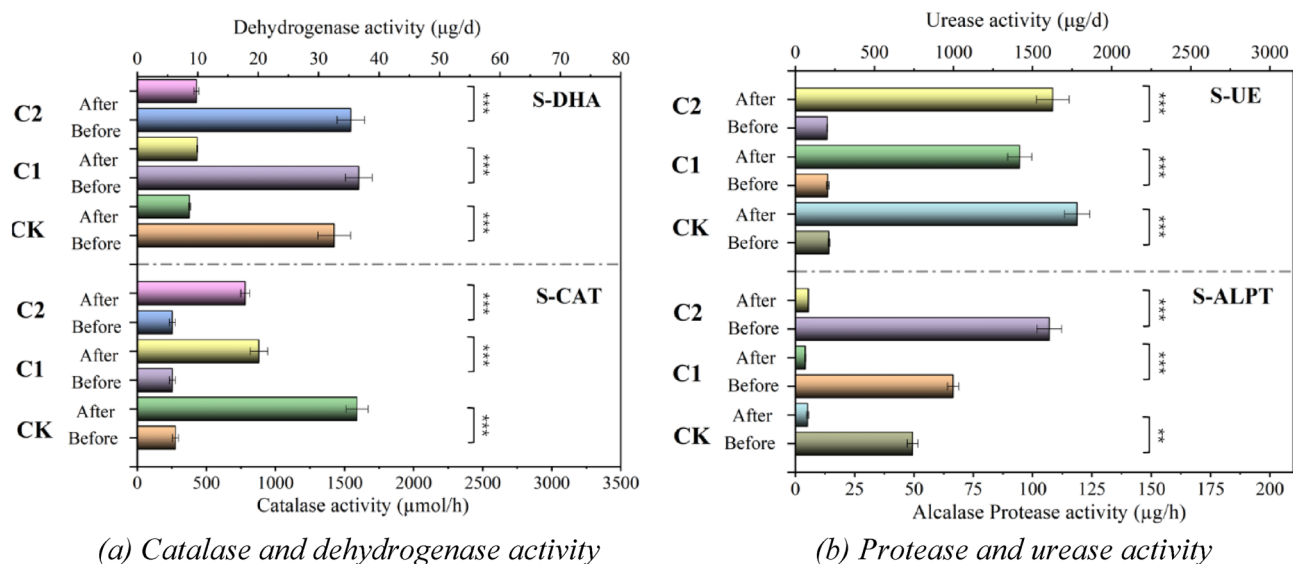 Dehydrogenase activity (µg/d)
0 10 20 30 40 50 60 70 80
S-DHA
C2
After
Before
***
C1
After
Before
***
CK
After
Before
***
S-CAT
C2
After
Before
***
C1
After
Before
***
CK
After
Before
***
0 500 1000 1500 2000 2500 3000 3500
Catalase activity (µmol/h)
(a) Catalase and dehydrogenase activity
Urease activity (µg/d)
0 500 1000 1500 2000 2500 3000
S-UE
C2
After
Before
***
C1
After
Before
***
CK
After
Before
***
S-ALPT
C2
After
Before
***
C1
After
Before
***
CK
After
Before
**
0 25 50 75 100 125 150 175 200
Alcalase Protease activity (µg/h)
(b) Protease and urease activity